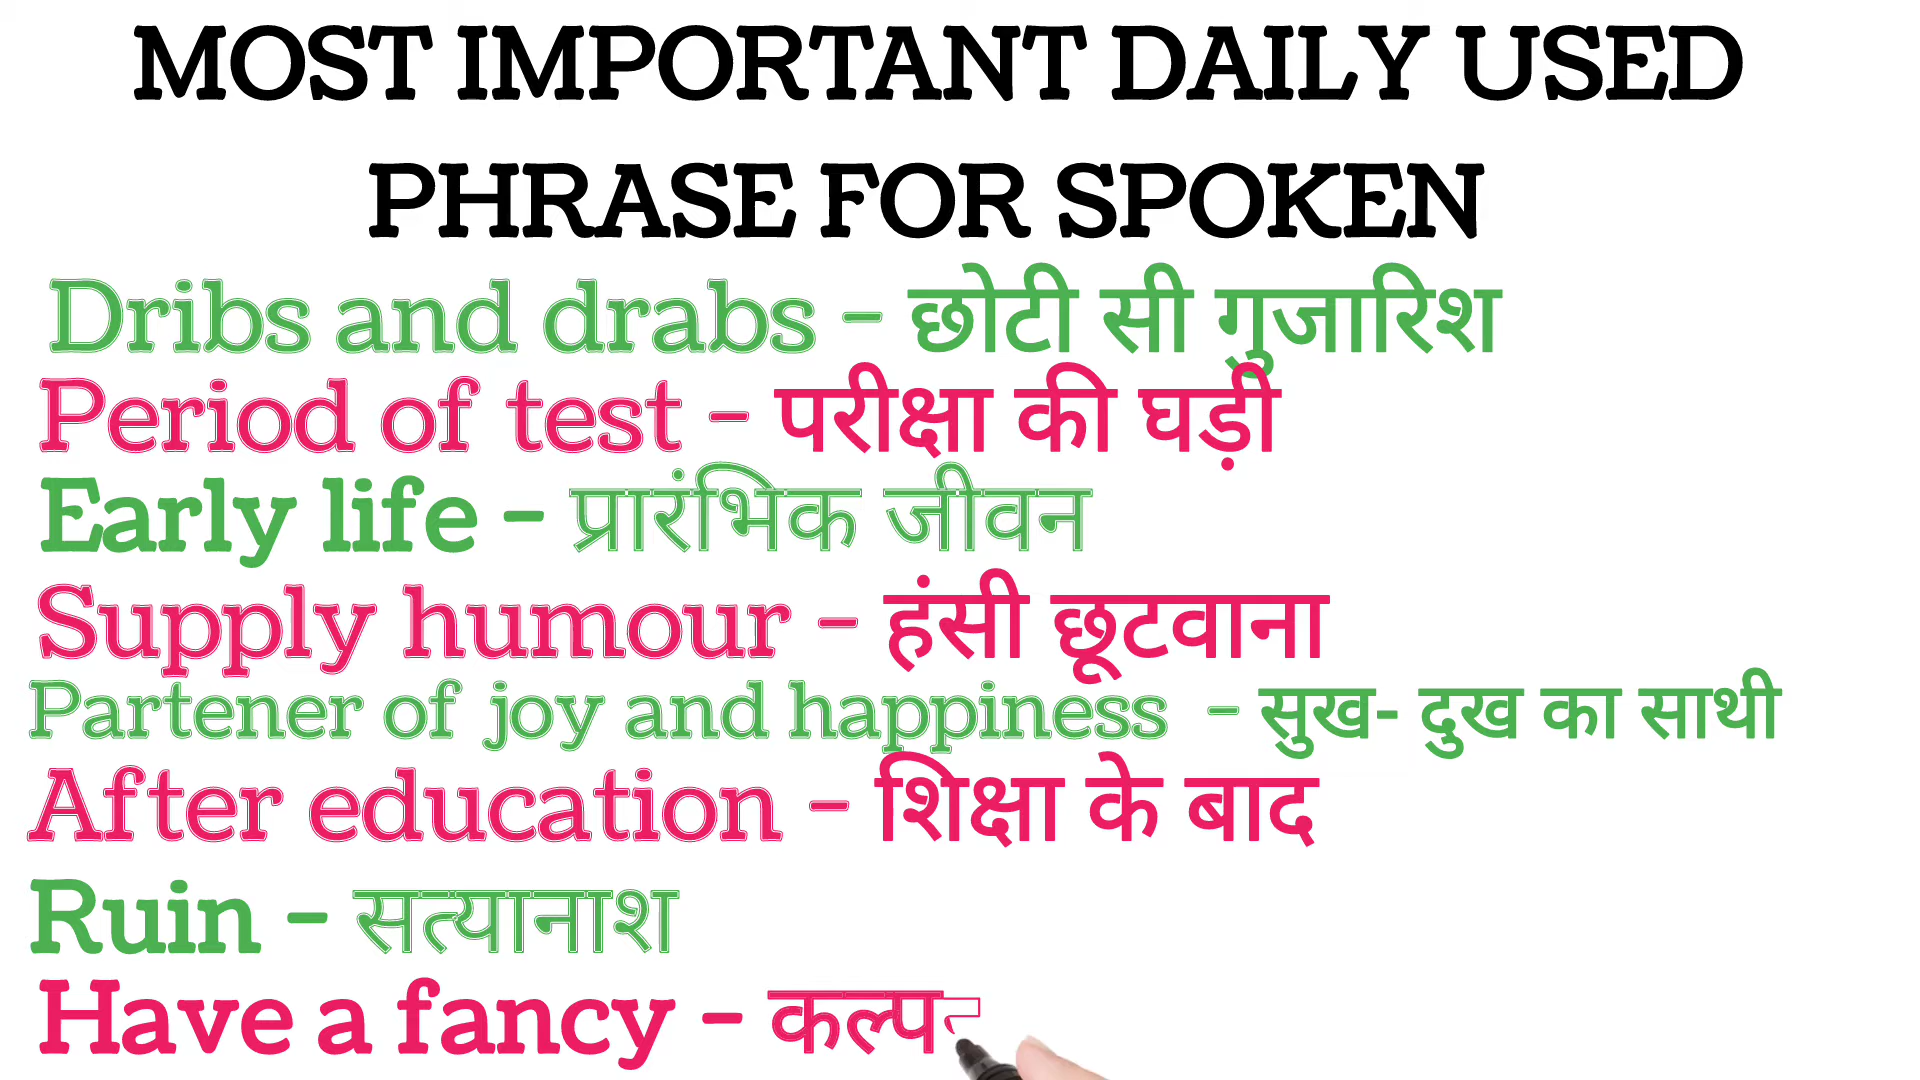 MOST IMPORTANT DAILY USED
PHRASE FOR SPOKEN
Dribs and drabs - छोटी सी गुजारिश
Period of test - परीक्षा की घड़ी
Early life - प्रारंभिक जीवन
Supply humour - हंसी छूटवाना
Partener of joy and happiness - सुख- दुख का साथी
After education - शिक्षा के बाद
Ruin - सत्यानाश
Have a fancy -